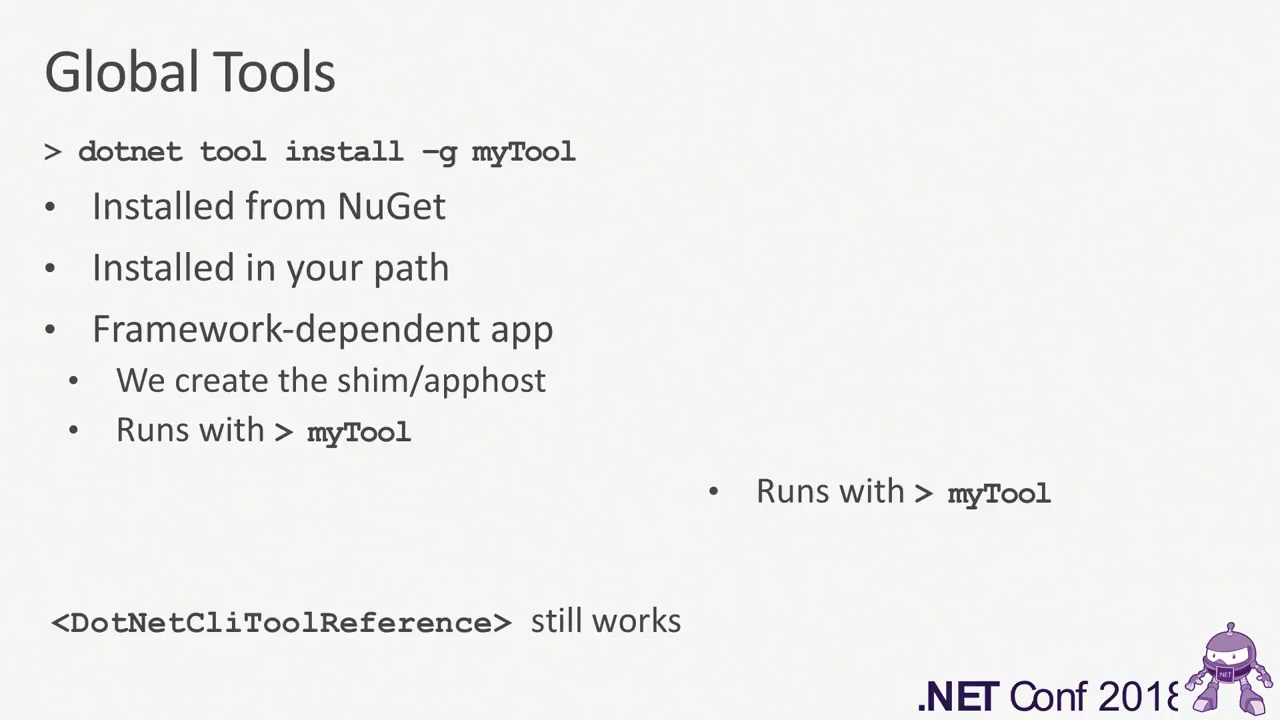 Global Tools
> dotnet tool install –g myTool
• Installed from NuGet
• Installed in your path
• Framework-dependent app
• We create the shim/apphost
• Runs with > myTool
• Runs with > myTool
<DotNetCliToolReference> still works
.NET Conf 2018
.NET